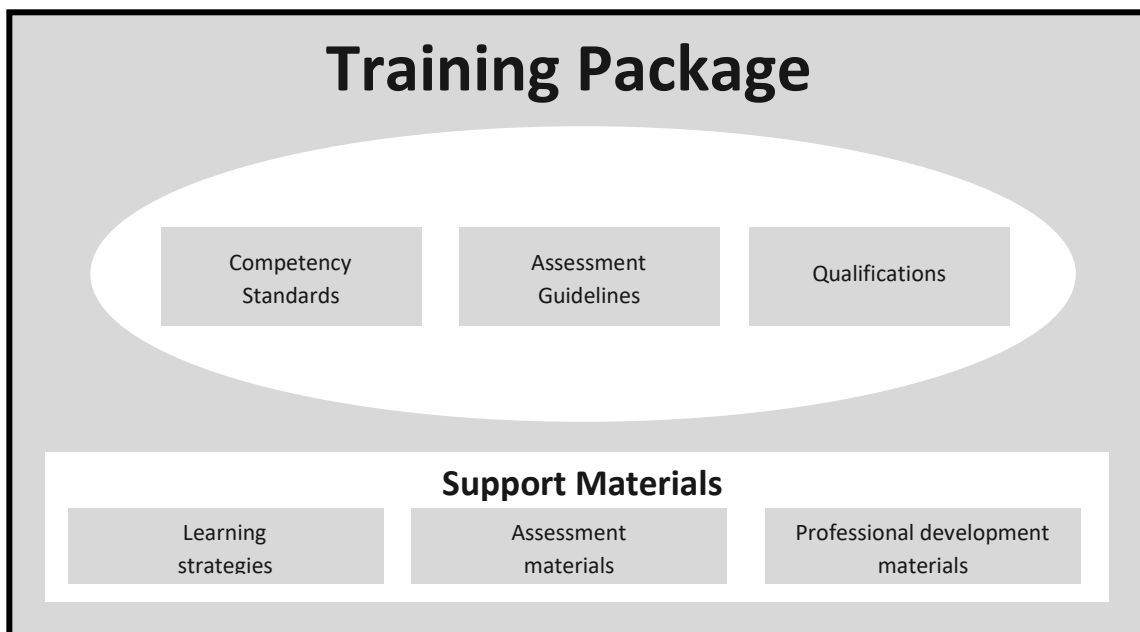 Training Package
Competency
Standards
Assessment
Guidelines
Qualifications
Support Materials
Learning
strategies
Assessment
materials
Professional development
materials